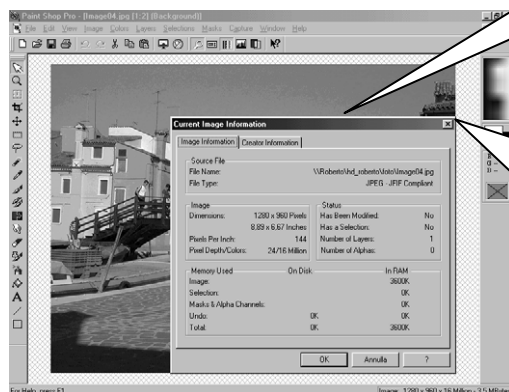 Paint Shop Pro - [Image04.jpg [1:2] (Background)]
File Edit View Image Colors Layers Selections Masks Capture Window Help
Current Image Information
Image Information Creator Information
Source File
File Name: \\Roberto\hd_roberto\foto\Image04.jpg
File Type: JPEG - JFIF Compliant
Image
Dimensions: 1280 x 960 Pixels
8.89 x 6.67 Inches
Pixels Per Inch: 144
Pixel Depth/Colors: 24/16 Million
Status
Has Been Modified: No
Has a Selection: No
Number of Layers: 1
Number of Alphas: 0
Memory Used On Disk In RAM
Image: 3600K
Selection: 0K
Masks & Alpha Channels: 0K
Undo: 0K 0K
Total: 0K 3600K
OK Annulla ?
For Help, press F1 Image: 1280 x 960 x 16 Million - 3.5 MBytes